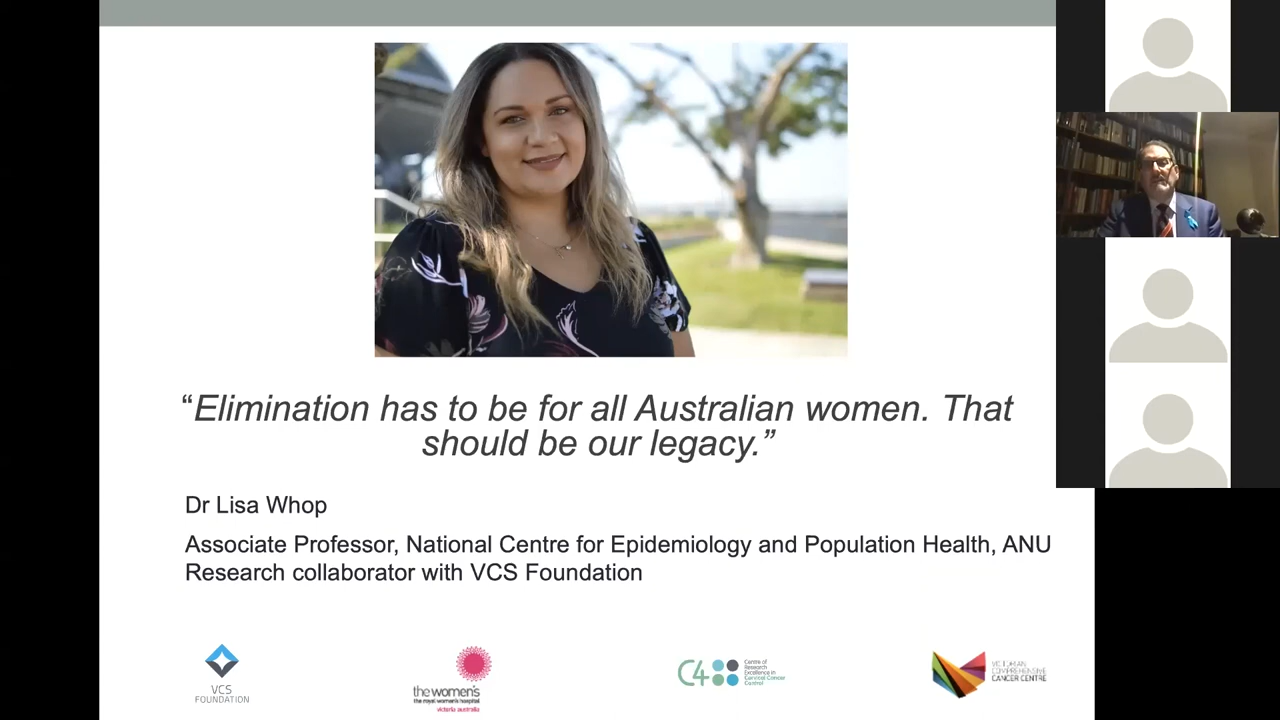 “Elimination has to be for all Australian women. That
should be our legacy.”
Dr Lisa Whop
Associate Professor, National Centre for Epidemiology and Population Health, ANU
Research collaborator with VCS Foundation
VCS
FOUNDATION
the women's
the royal women's hospital
victoria australia
C4
Centre of
Research
Excellence in
Cervical Cancer
Control
VICTORIAN
COMPREHENSIVE
CANCER CENTRE